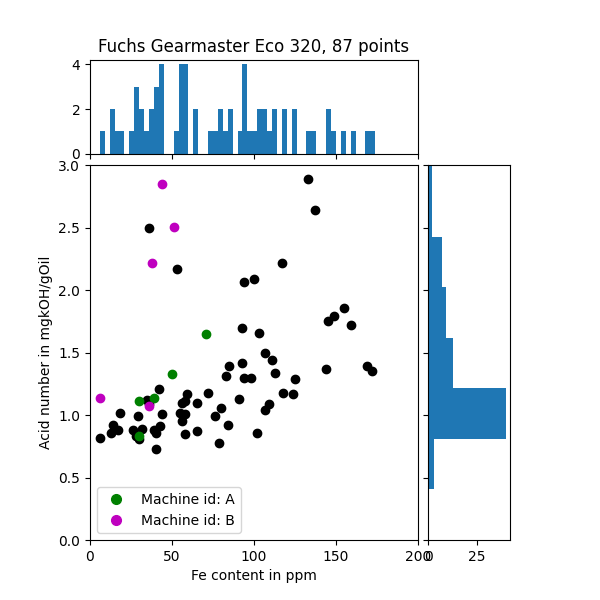 Fuchs Gearmaster Eco 320, 87 points
4
2
0
3.0
2.5
2.0
1.5
1.0
0.5
0.0
Acid number in mgkOH/gOil
Machine id: A
Machine id: B
0 50 100 150 200
0 25
Fe content in ppm